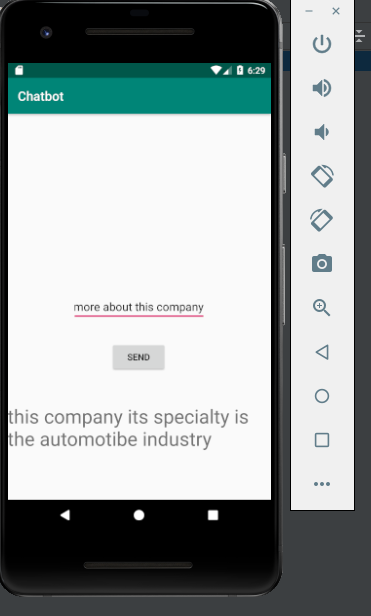 6:29
Chatbot
more about this company
SEND
this company its specialty is
the automotibe industry